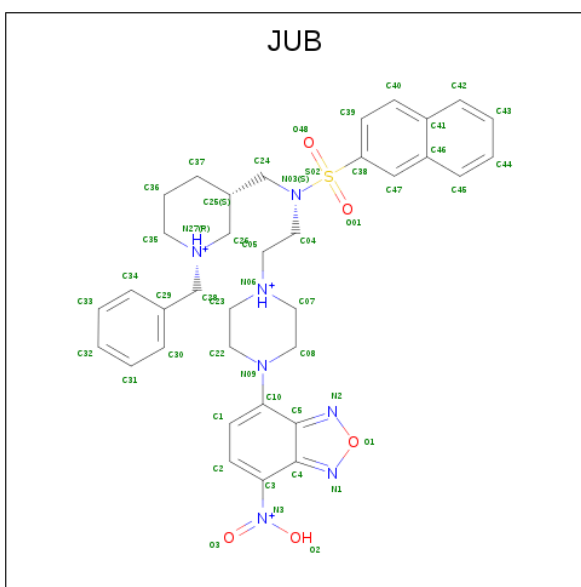 JUB
C40 C42
C39 C41 C43
O48
C46 C44
S02 C38
C37 C24
N03(S) N S C47 C45
C36 C25(S) O01
C35 N27(R) C26 C04
H
N+ C05
C34 C28 N06 N+
H
C33 C29 C23 C07
C32 C30 C22 C08
C31 N09 N
C10 N2
C1 C5 N
O O1
C2 C4 N
C3 N1
N3
N+
O OH
O3 O2